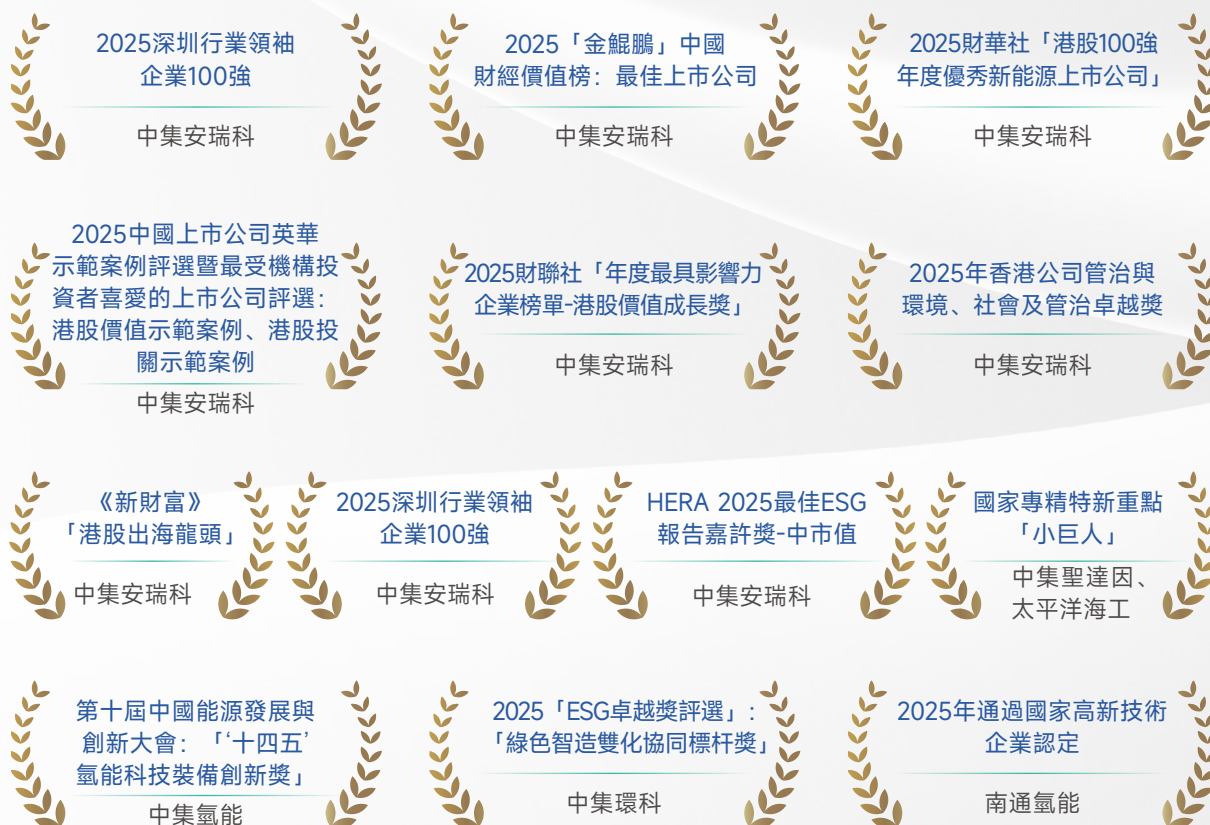 2025深圳行業領袖
企業100強
中集安瑞科
2025「金鯤鵬」中國
財經價值榜：最佳上市公司
中集安瑞科
2025財華社「港股100強
年度優秀新能源上市公司」
中集安瑞科
2025中國上市公司英華
示範案例評選暨最受機構投
資者喜愛的上市公司評選：
港股價值示範案例、港股投
關示範案例
中集安瑞科
2025財聯社「年度最具影響力
企業榜單-港股價值成長獎」
中集安瑞科
2025年香港公司管治與
環境、社會及管治卓越獎
中集安瑞科
《新財富》
「港股出海龍頭」
中集安瑞科
2025深圳行業領袖
企業100強
中集安瑞科
HERA 2025最佳ESG
報告嘉許獎-中市值
中集安瑞科
國家專精特新重點
「小巨人」
中集聖達因、
太平洋海工
第十屆中國能源發展與
創新大會：「‘十四五’
氫能科技裝備創新獎」
中集氫能
2025「ESG卓越獎評選」:
「綠色智造雙化協同標杆獎」
中集環科
2025年通過國家高新技術
企業認定
南通氫能